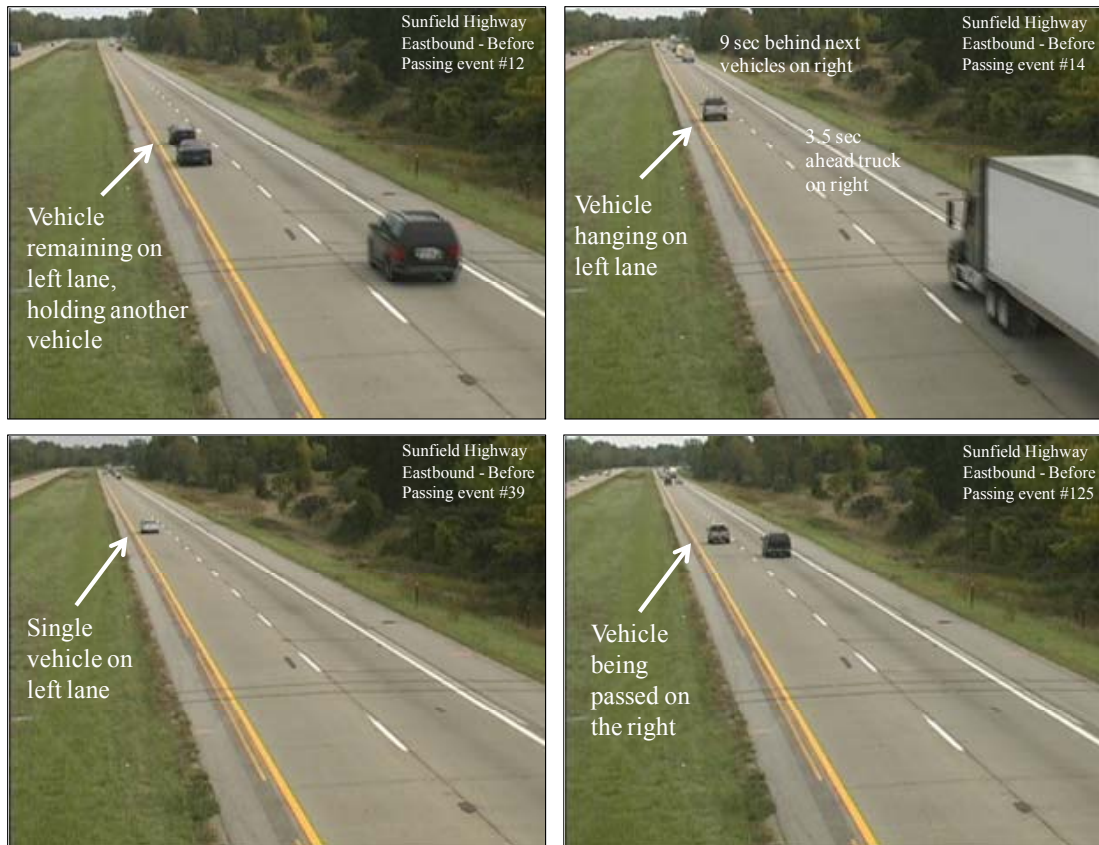 Sunfield Highway
Eastbound - Before
Passing event #12
Vehicle
remaining on
left lane,
holding another
vehicle
Sunfield Highway
Eastbound - Before
Passing event #14
9 sec behind next
vehicles on right
3.5 sec
ahead truck
on right
Vehicle
hanging on
left lane
Sunfield Highway
Eastbound - Before
Passing event #39
Single
vehicle on
left lane
Sunfield Highway
Eastbound - Before
Passing event #125
Vehicle
being
passed on
the right